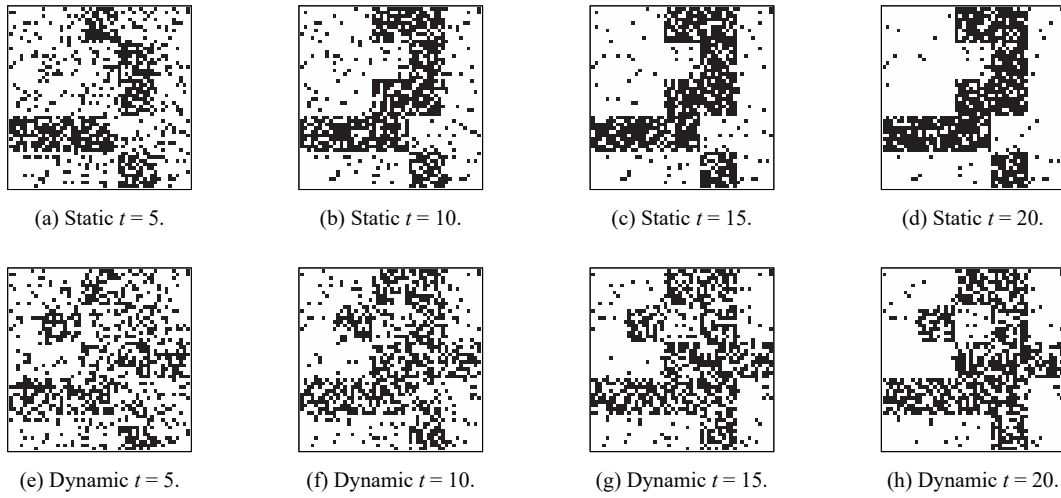 (a) Static t = 5.
(b) Static t = 10.
(c) Static t = 15.
(d) Static t = 20.
(e) Dynamic t = 5.
(f) Dynamic t = 10.
(g) Dynamic t = 15.
(h) Dynamic t = 20.